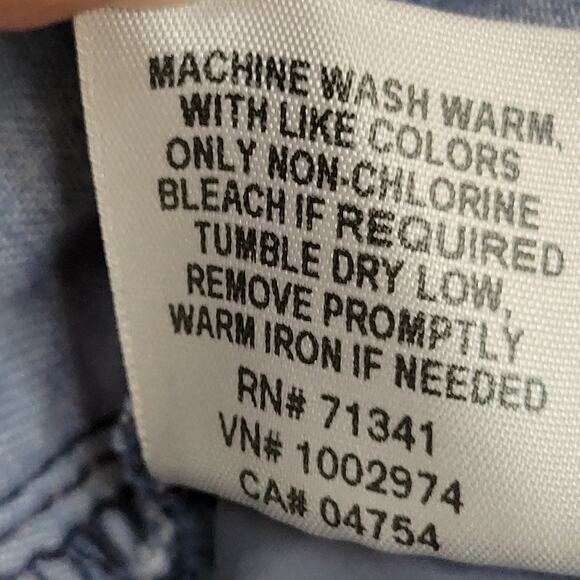 MACHINE WASH WARM,
WITH LIKE COLORS
ONLY NON-CHLORINE
BLEACH IF REQUIRED
TUMBLE DRY LOW,
REMOVE PROMPTLY
WARM IRON IF NEEDED
RN# 71341
VN# 1002974
CA# 04754